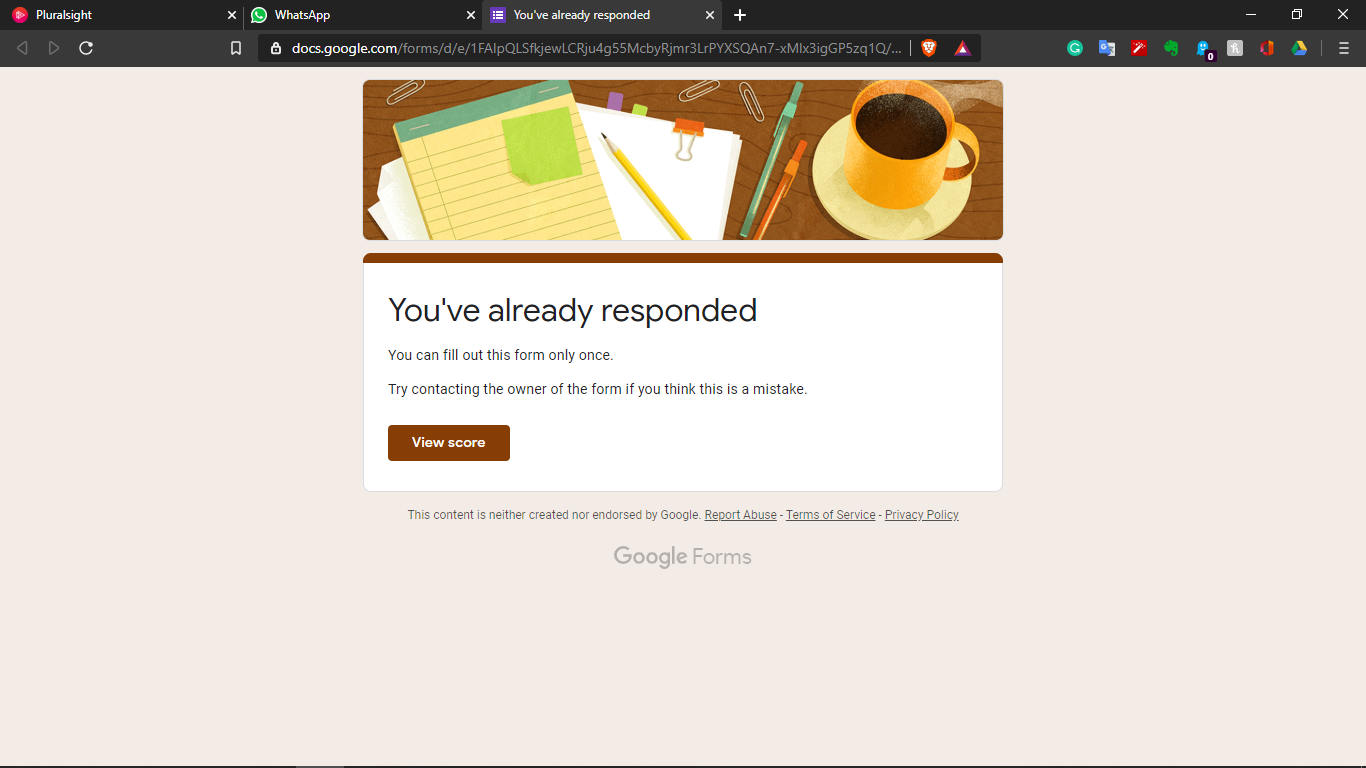 Pluralsight
WhatsApp
You've already responded
docs.google.com/forms/d/e/1FAIpQLSfkjewLCRju4g55McbyRjmr3LrPYXSQAn7-xMIx3igGP5zq1Q/...
0
You've already responded
You can fill out this form only once.
Try contacting the owner of the form if you think this is a mistake.
View score
This content is neither created nor endorsed by Google. Report Abuse - Terms of Service - Privacy Policy
Google Forms